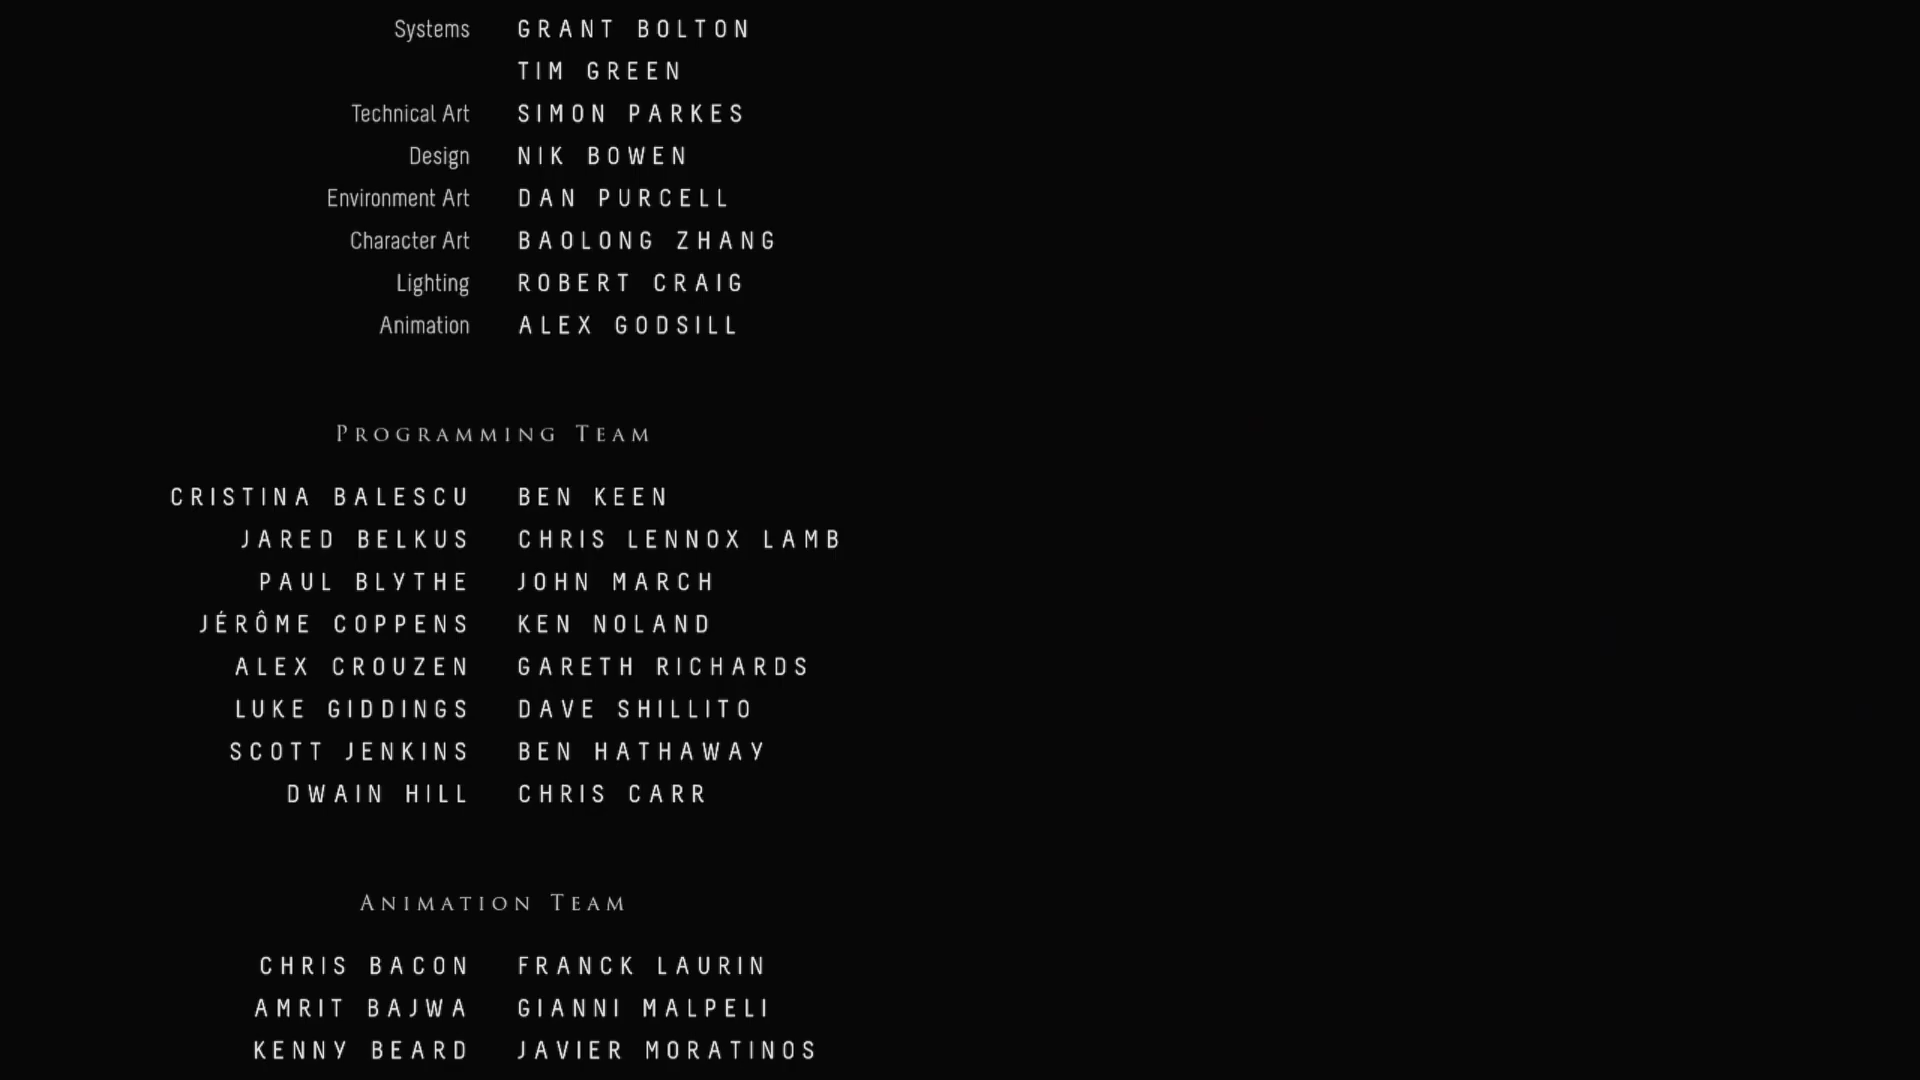 Systems GRANT BOLTON
TIM GREEN
Technical Art SIMON PARKES
Design NIK BOWEN
Environment Art DAN PURCELL
Character Art BAOLONG ZHANG
Lighting ROBERT CRAIG
Animation ALEX GODSILL
PROGRAMMING TEAM
CRISTINA BALESCU BEN KEEN
JARED BELKUS CHRIS LENNOX LAMB
PAUL BLYTHE JOHN MARCH
JÉRÔME COPPENS KEN NOLAND
ALEX CROUZEN GARETH RICHARDS
LUKE GIDDINGS DAVE SHILLITO
SCOTT JENKINS BEN HATHAWAY
DWAIN HILL CHRIS CARR
ANIMATION TEAM
CHRIS BACON FRANCK LAURIN
AMRIT BAJWA GIANNI MALPELI
KENNY BEARD JAVIER MORATINOS